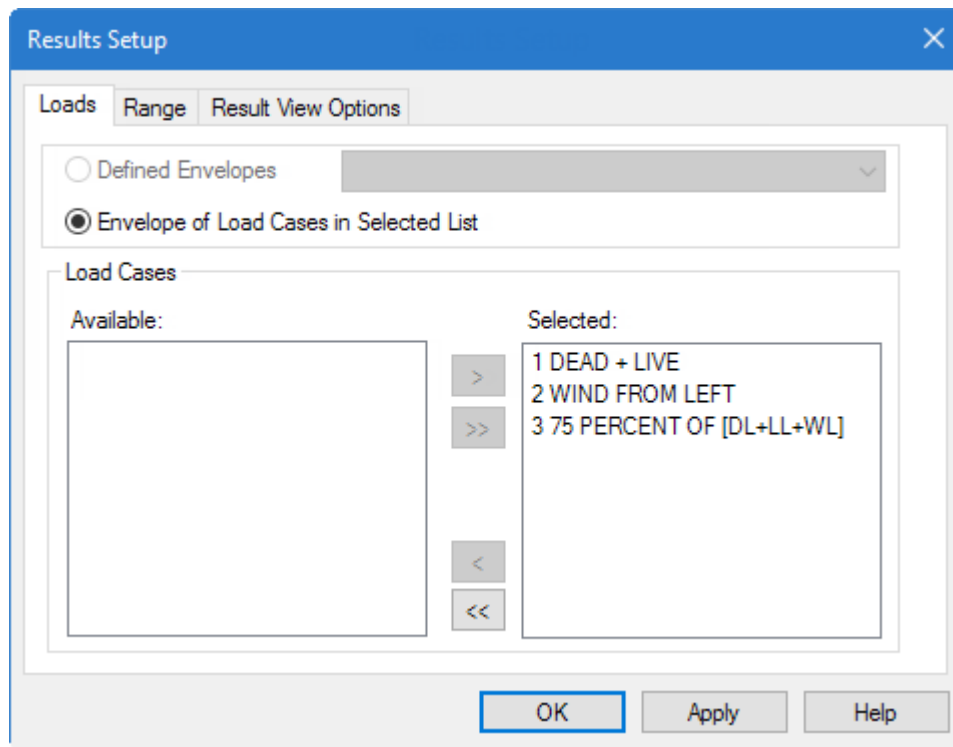 Results Setup
Loads Range Result View Options
Defined Envelopes
Envelope of Load Cases in Selected List
Load Cases
Available: Selected:
1 DEAD + LIVE
2 WIND FROM LEFT
3 75 PERCENT OF [DL+LL+WL]
>
>>
<
<<
OK Apply Help